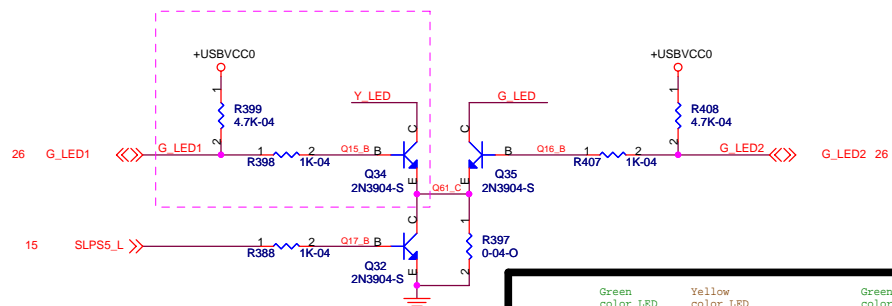 +USBVCC0 +USBVCC0
1 Y_LED G_LED 1
R399 R408
4.7K-04 4.7K-04
2 C C 2
26 G_LED1 G_LED1 1 2 Q15_B B B Q16_B 1 2 G_LED2 G_LED2 26
R398 1K-04 R407 1K-04
Q34 E E Q35
2N3904-S Q61_C 2N3904-S
C 1
15 SLPS5_L 1 2 Q17_B B R397
R388 1K-04 0-04-O
Q32 E 2
2N3904-S
Green Yellow Green
color LED color LED color LED